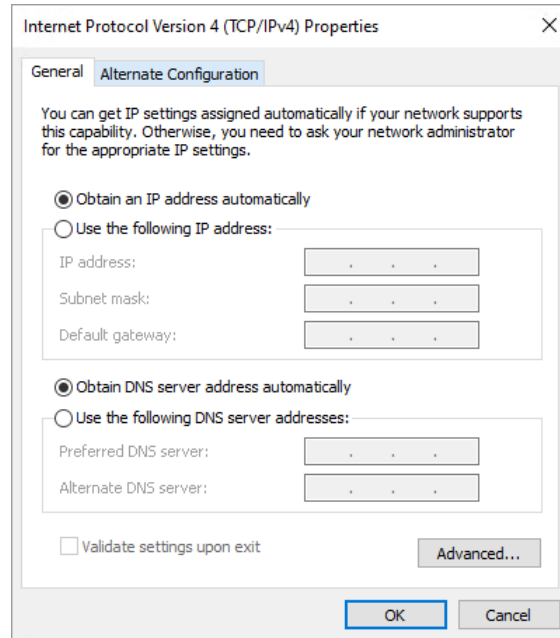 Internet Protocol Version 4 (TCP/IPv4) Properties
General
Alternate Configuration
You can get IP settings assigned automatically if your network supports
this capability. Otherwise, you need to ask your network administrator
for the appropriate IP settings.
Obtain an IP address automatically
Use the following IP address:
IP address:
Subnet mask:
Default gateway:
Obtain DNS server address automatically
Use the following DNS server addresses:
Preferred DNS server:
Alternate DNS server:
Validate settings upon exit
Advanced...
OK
Cancel